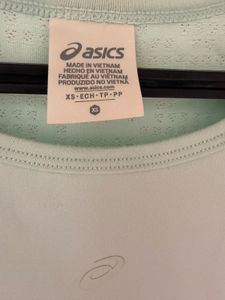 asics
MADE IN VIETNAM
HECHO EN VIETNAM
FABRIQUÉ AU VIETNAM
PRODUZIDO NO VIETNÃ
www.asics.com
XS-ECH-TP-PP
XS